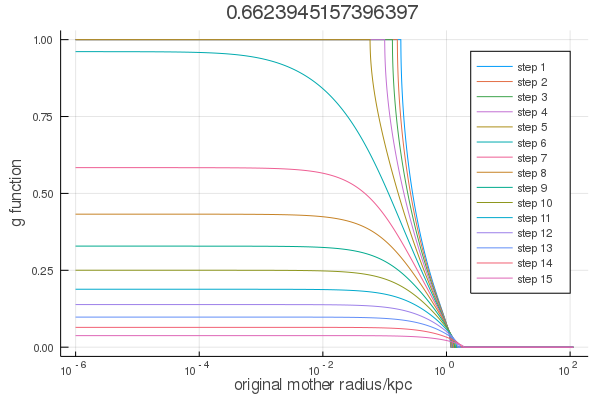 0.6623945157396397
1.00
0.75
0.50
0.25
0.00
g function
10^-6
10^-4
10^-2
10^0
10^2
original mother radius/kpc
step 1
step 2
step 3
step 4
step 5
step 6
step 7
step 8
step 9
step 10
step 11
step 12
step 13
step 14
step 15